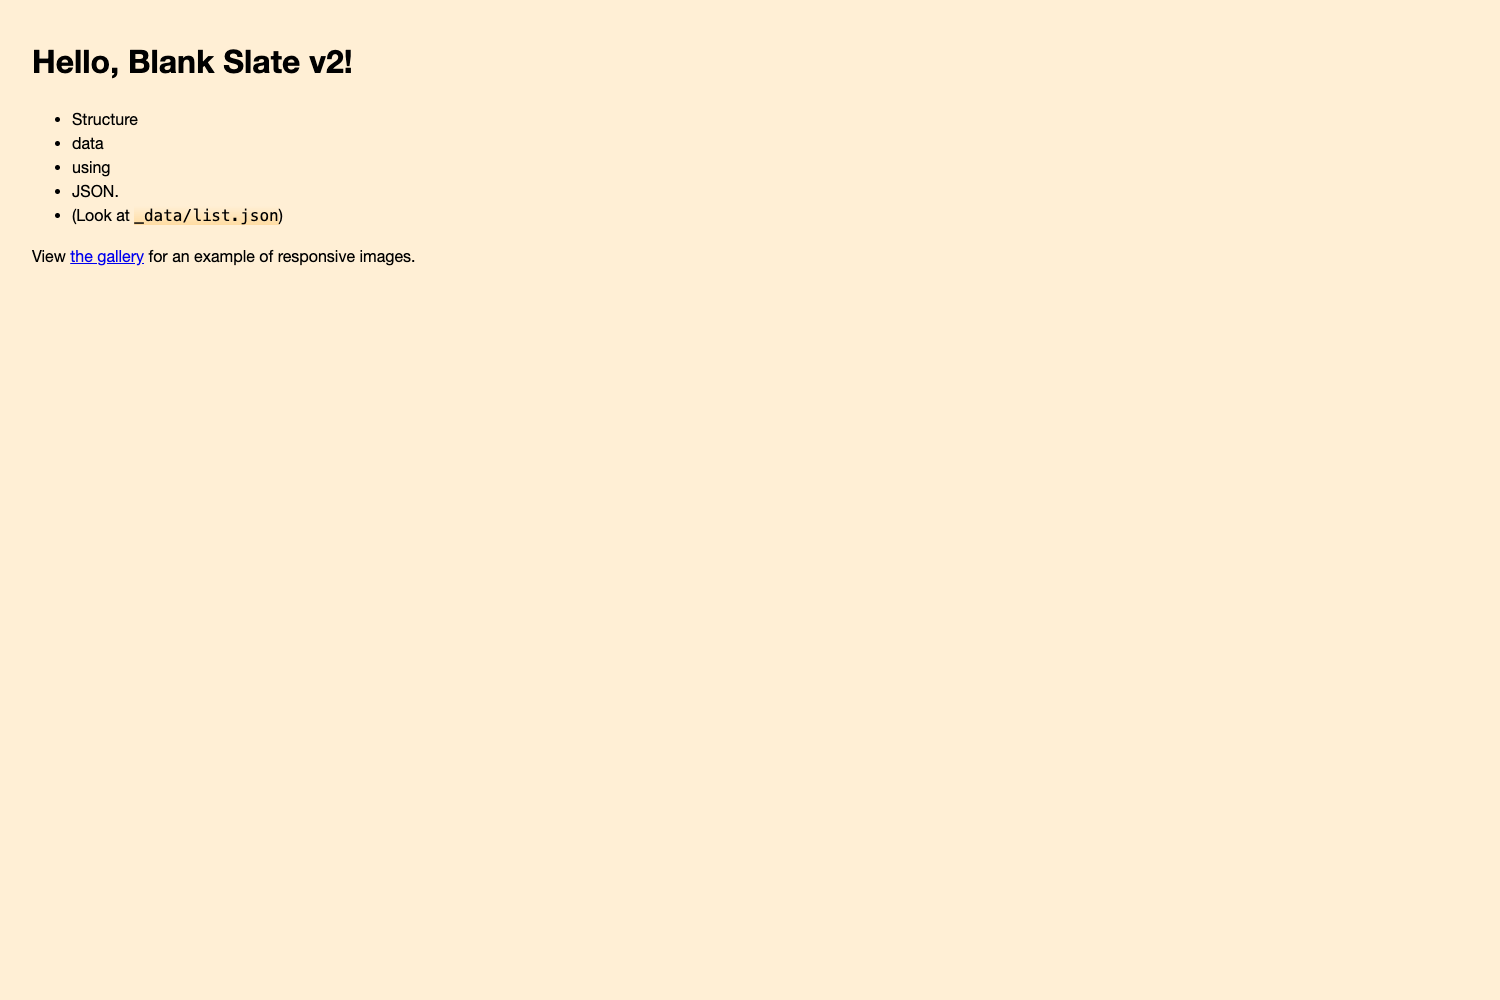 Hello, Blank Slate v2!
• Structure
• data
• using
• JSON.
• (Look at _data/list.json)
View the gallery for an example of responsive images.